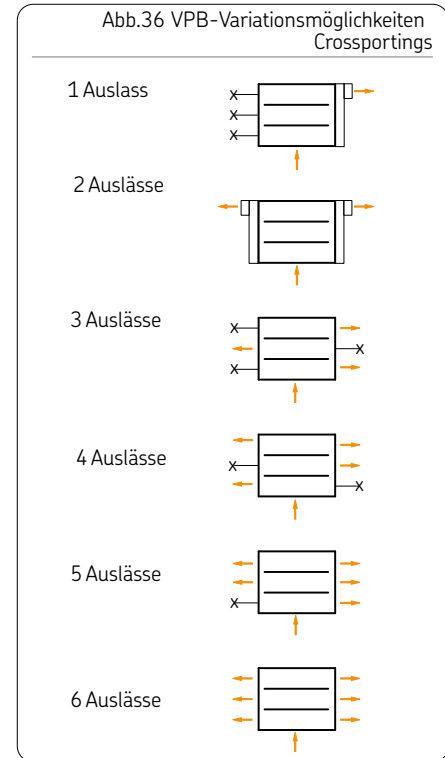 Abb.36 VPB-Variationsmöglichkeiten
Crossportings
1 Auslass
X
X
X
2 Auslässe
3 Auslässe
X
X
X
4 Auslässe
X
X
5 Auslässe
X
6 Auslässe